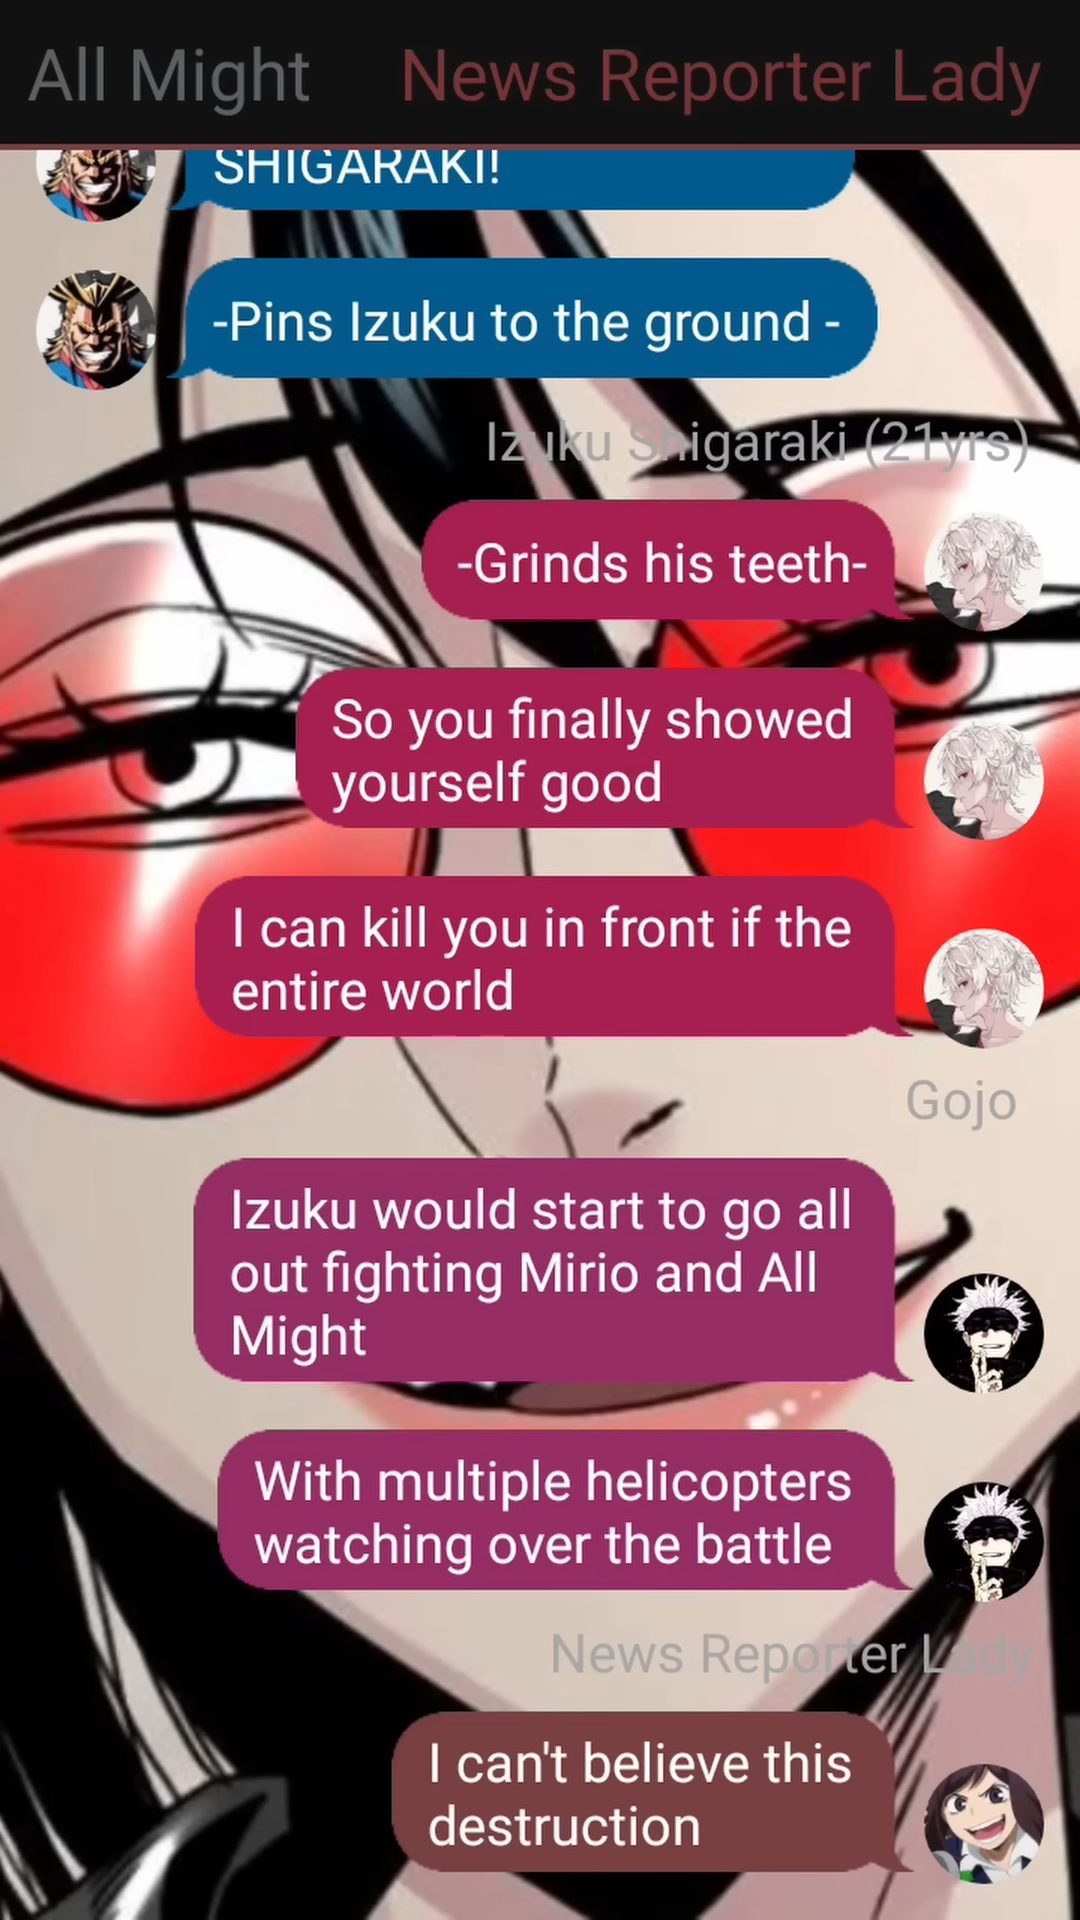 All Might News Reporter Lady
SHIGARAKI!
-Pins Izuku to the ground -
Izuku Shigaraki (21yrs)
-Grinds his teeth-
So you finally showed
yourself good
I can kill you in front if the
entire world
Gojo
Izuku would start to go all
out fighting Mirio and All
Might
With multiple helicopters
watching over the battle
News Reporter Lady
I can't believe this
destruction